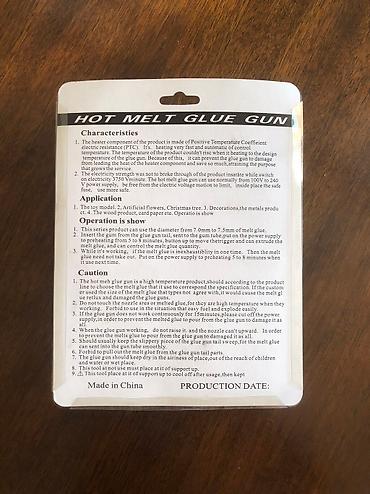 HOT MELT GLUE GUN
Characteristics
1. The heater component of the product is made of Positive Temperature Coefficient
electric resistance (PTC). It's, heating very fast and automatic of control
temperature. The temperature of the product couldn't rise when it heating to the design
temperature of the glue gun. Because of this, it can prevent the glue gun to damage
from leading the heat of the heater component and save so much, attaining the purpose
that grows the service.
2. The electricity strength was not to broke through of the product insulate while switch
on electricity 3750 V minute. The hot melt glue gun can use normally from 100V to 240
V power supply, be free from the electric voltage motion to limit, inside place the safe
fuse, use more safe.
Application
1. The toy model. 2, Artificial flowers, Christmas tree. 3. Decorations, the metals produ
ct. 4. The wood product, card paper etc. Operatio is show
Operation is show
1. This series product can use the diameter from 7.0mm to 7.5mm of melt glue.
2. Insert the gum from the glue gun tail, sent to the gum tube, put on the power supply
to preheating from 5 to 8 minutes, button up to move the trigger and can extrude the
melt glue, and can control the melt glue quantity.
3. While it's working, if the melt glue is inexhaustibility in one time. Then the melt
glue need not take out. Put on the power supply to preheating 5 to 8 minutes when
it use next time.
Caution
1. The hot melt glue gun is a high temperature product, should according to the product
line to choose the melt glue that it use to correspond the specification. If the custom
or used the size of the melt glue that types not agree with, it would cause the melt gl
ue reflux and damaged the glue guns.
2. Do not touch the nozzle area or melted glue, for they are high temperature when they
working. Forbid to use in the situation that easy fuel and explode easily.
3. If the glue gun does not work continuously for 15minutes, please cut off the power
supply, in order to prevent the melted glue to pour from the glue gun to damage it as
all.
4. When the glue gun working, do not raise it and the nozzle can't upward. In order
to prevent the melt glue to pour from the glue gun to damaged it as all.
5. Should usually keep the slippery piece of the glue gun tail sweep, for the melt glue
can sent into the gun tube smoothly.
6. Forbid to pull out the melt glue from the glue gun tail parts.
7. The glue gun should keep dry in the airiness of place, out of the reach of children
and water or wet place.
8. This tool at not use must place at it of support up.
9. ⚠ This tool place at it of support up to cool off after usage, then kept
Made in China PRODUCTION DATE: